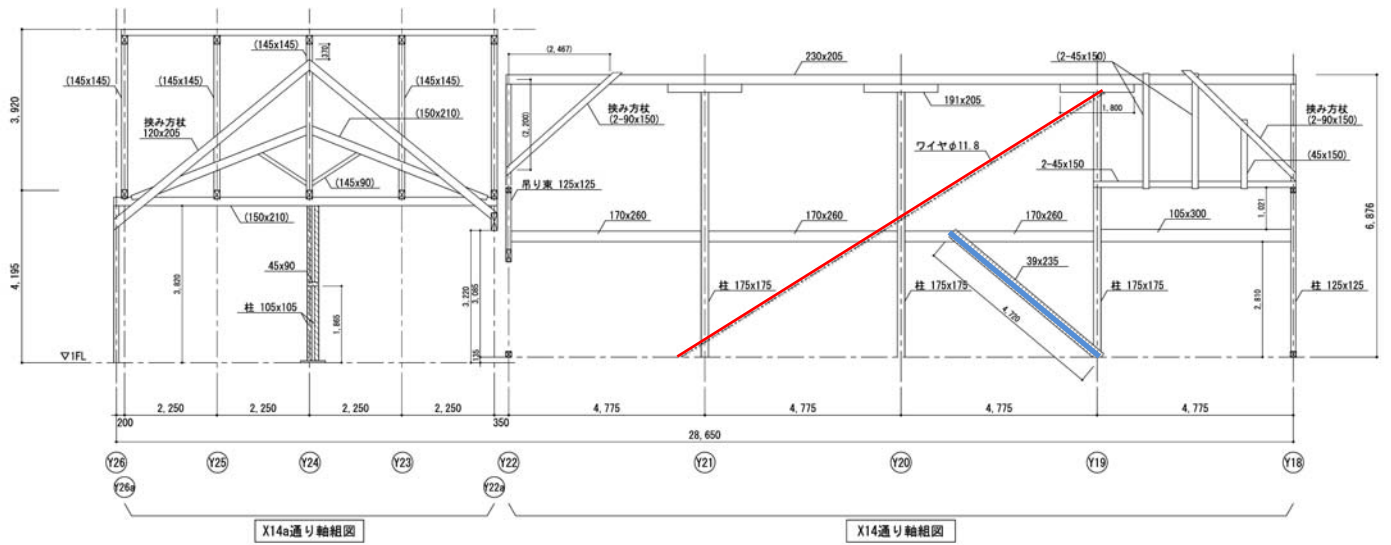 (145x145)
370
(145x145)
(145x145)
(145x145)
挟み方杖
120x205
(150x210)
(145x90)
(150x210)
3,920
4,195
3,820
45x90
柱 105x105
1,865
3,220
3,085
135
▽1FL
(2,467)
230x205
(2-45x150)
挟み方杖
(2-90x150)
(2,200)
191x205
1,800
挟み方杖
(2-90x150)
ワイヤφ11.8
2-45x150
(45x150)
吊り束 125x125
170x260
170x260
170x260
105x300
1,021
6,876
39x235
4,720
柱 175x175
柱 175x175
柱 175x175
2,810
柱 125x125
200
2,250
2,250
2,250
2,250
350
4,775
4,775
4,775
4,775
28,650
Y26
Y25
Y24
Y23
Y22
Y21
Y20
Y19
Y18
Y26a
Y22a
X14a通り軸組図
X14通り軸組図